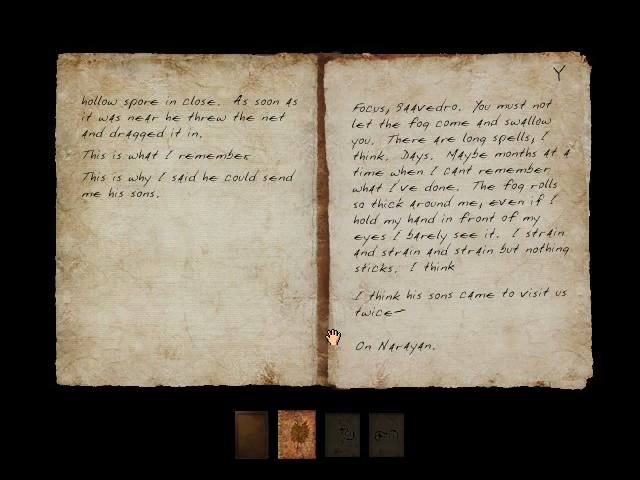 hollow spore in close. As soon as
it was near he threw the net
and dragged it in.
This is what I remember
This is why I said he could send
me his sons.
Y
Focus, Saavedro. You must not
let the fog come and swallow
you. There are long spells, I
think. Days. Maybe months at a
time when I cant remember
what I've done. The fog rolls
so thick around me, even if I
hold my hand in front of my
eyes I barely see it. I strain
and strain and strain but nothing
sticks. I think
I think his sons came to visit us
twice-
On Narayan.